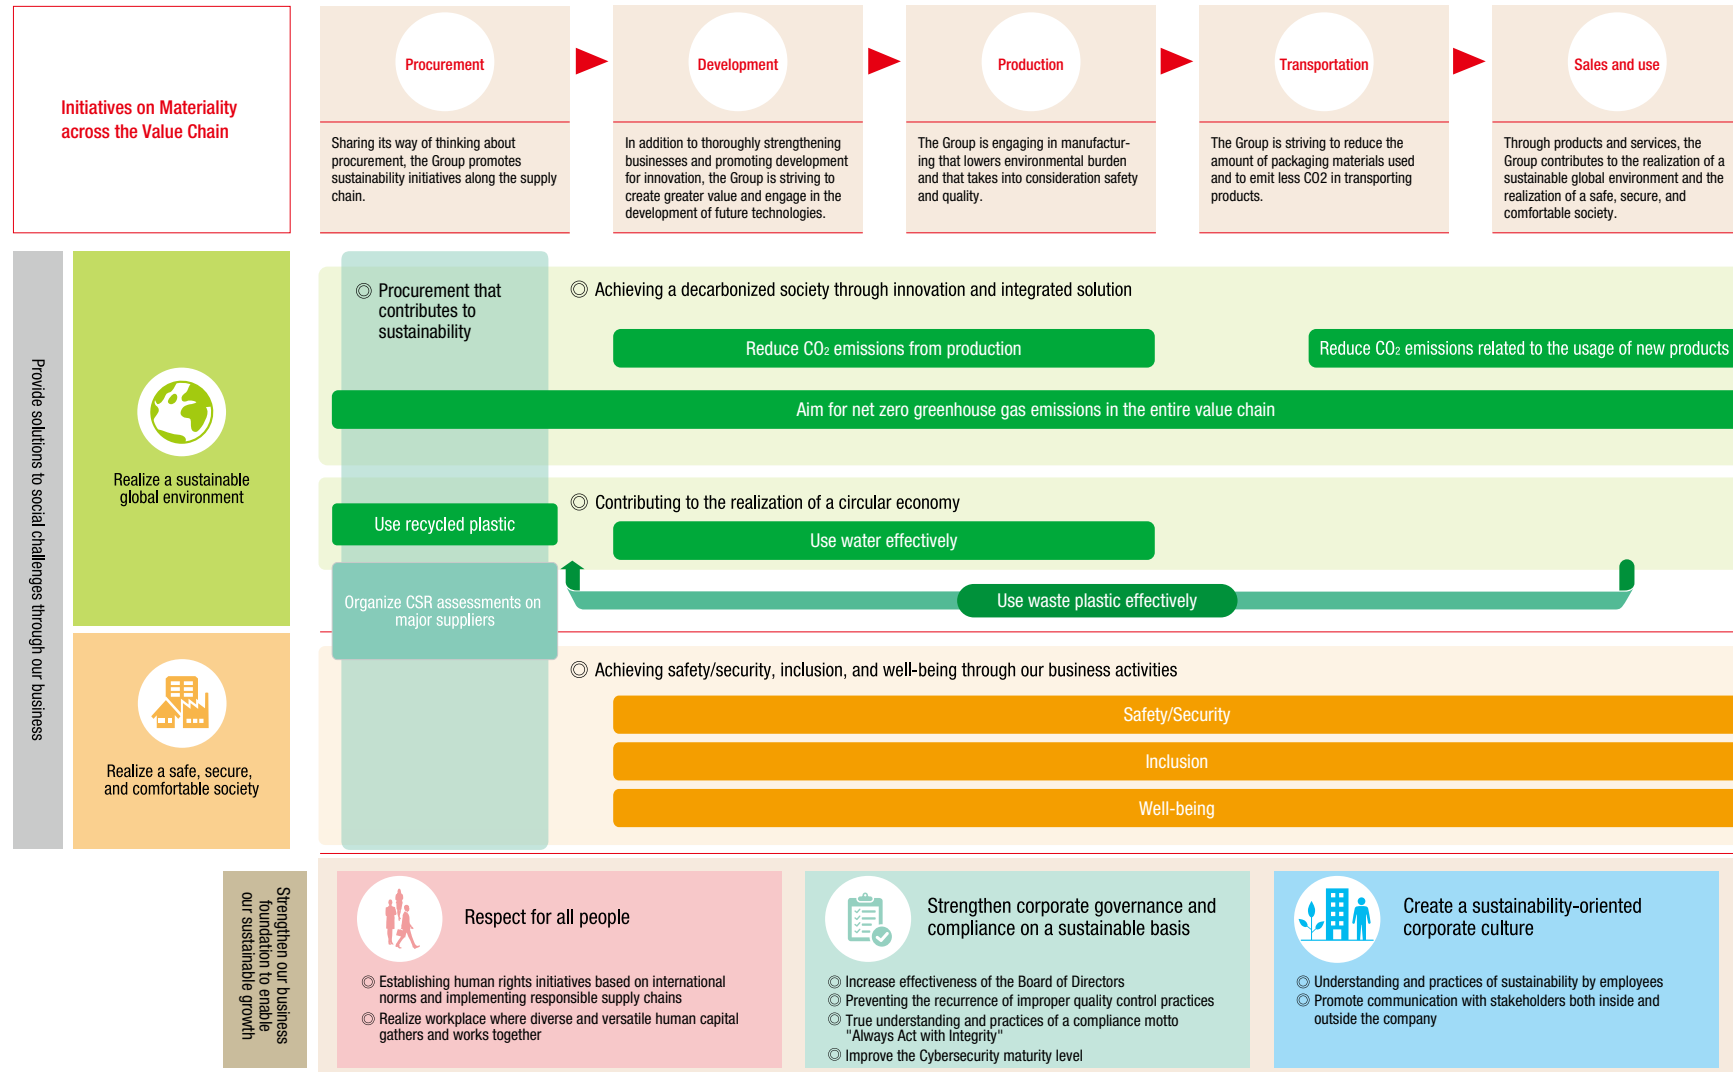 Initiatives on Materiality
across the Value Chain
Procurement
Sharing its way of thinking about
procurement, the Group promotes
sustainability initiatives along the supply
chain.
Development
In addition to thoroughly strengthening
businesses and promoting development
for innovation, the Group is striving to
create greater value and engage in the
development of future technologies.
Production
The Group is engaging in manufactur-
ing that lowers environmental burden
and that takes into consideration safety
and quality.
Transportation
The Group is striving to reduce the
amount of packaging materials used
and to emit less CO2 in transporting
products.
Sales and use
Through products and services, the
Group contributes to the realization of a
sustainable global environment and the
realization of a safe, secure, and
comfortable society.
Provide solutions to social challenges through our business
Realize a sustainable
global environment
◎ Procurement that
contributes to
sustainability
◎ Achieving a decarbonized society through innovation and integrated solution
Reduce CO₂ emissions from production
Reduce CO₂ emissions related to the usage of new products
Aim for net zero greenhouse gas emissions in the entire value chain
◎ Contributing to the realization of a circular economy
Use recycled plastic
Use water effectively
Organize CSR assessments on
major suppliers
Use waste plastic effectively
Realize a safe, secure,
and comfortable society
◎ Achieving safety/security, inclusion, and well-being through our business activities
Safety/Security
Inclusion
Well-being
Strengthen our business
foundation to enable
our sustainable growth
Respect for all people
◎ Establishing human rights initiatives based on international
norms and implementing responsible supply chains
◎ Realize workplace where diverse and versatile human capital
gathers and works together
Strengthen corporate governance and
compliance on a sustainable basis
◎ Increase effectiveness of the Board of Directors
◎ Preventing the recurrence of improper quality control practices
◎ True understanding and practices of a compliance motto
"Always Act with Integrity"
◎ Improve the Cybersecurity maturity level
Create a sustainability-oriented
corporate culture
◎ Understanding and practices of sustainability by employees
◎ Promote communication with stakeholders both inside and
outside the company